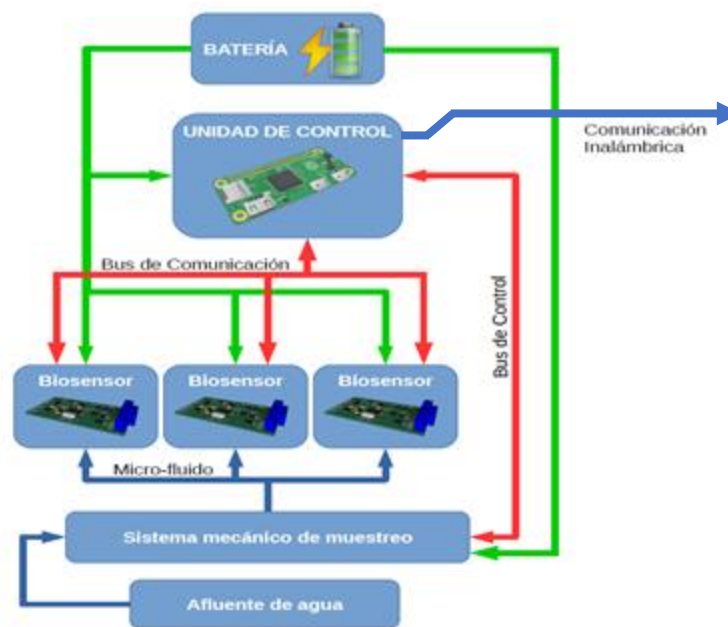 BATERÍA
UNIDAD DE CONTROL
Comunicación
Inalámbrica
Bus de Comunicación
Bus de Control
Biosensor
Biosensor
Biosensor
Micro-fluido
Sistema mecánico de muestreo
Afluente de agua